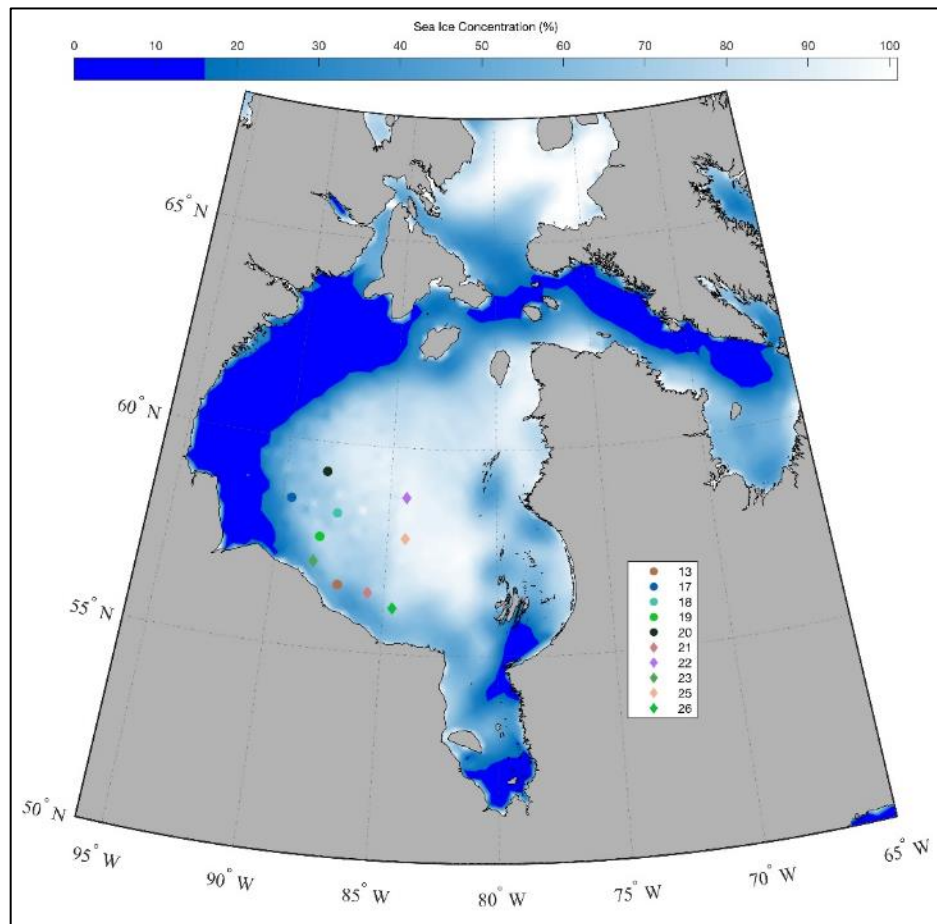 Sea Ice Concentration (%)
0 10 20 30 40 50 60 70 80 90 100
65° N
60° N
55° N
50° N
95° W
90° W
85° W
80° W
75° W
70° W
65° W
13
17
18
19
20
21
22
23
25
26